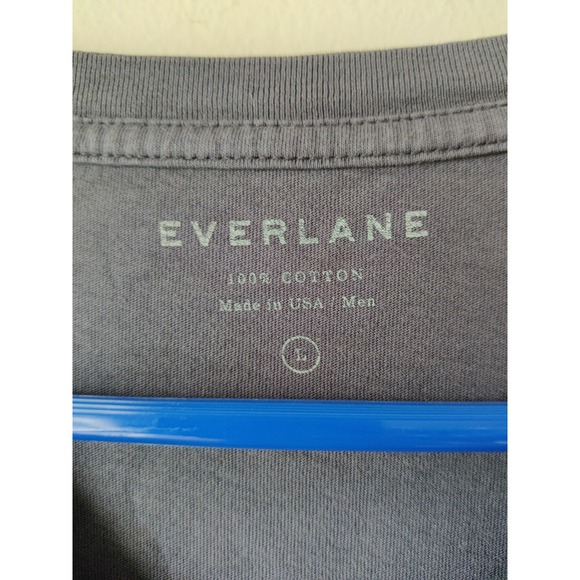 EVERLANE
100% COTTON
Made in USA / Men
L